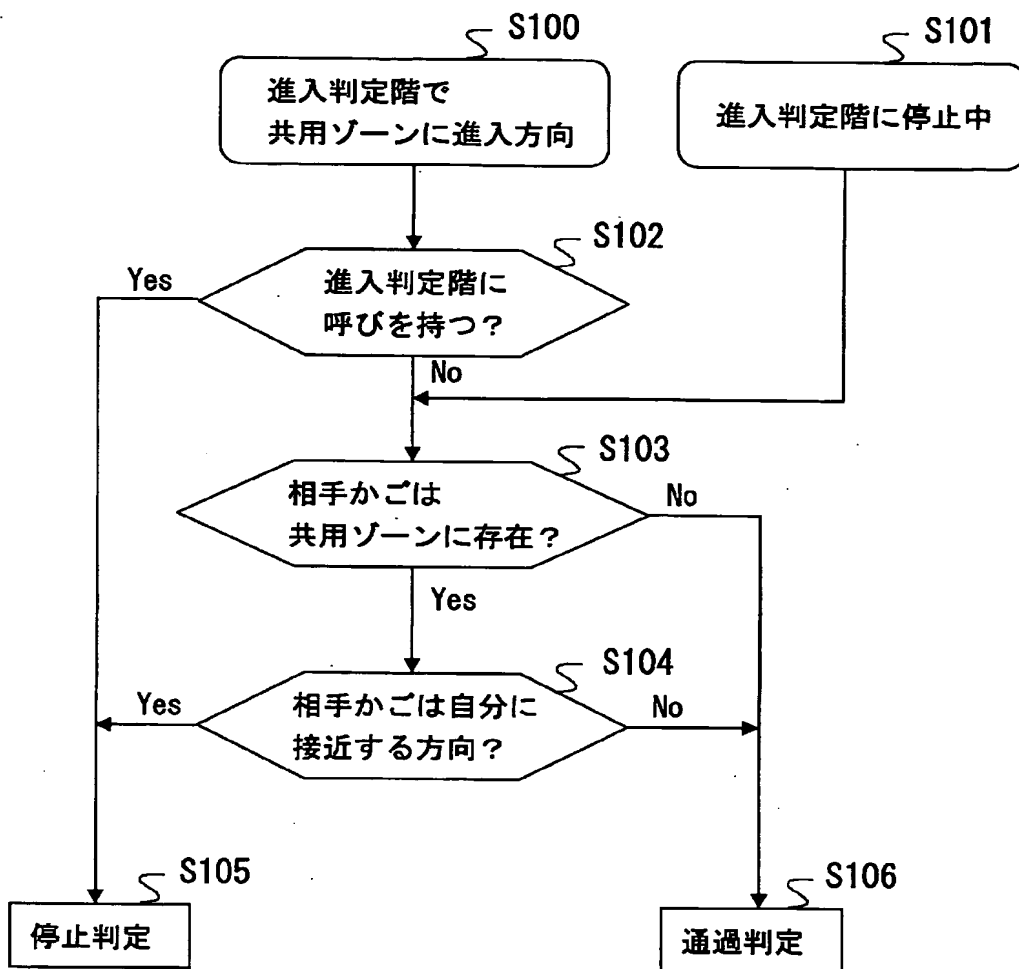 S100
進入判定階で
共用ゾーンに進入方向
S101
進入判定階に停止中
S102
進入判定階に
呼びを持つ?
Yes
No
S103
相手かごは
共用ゾーンに存在?
No
Yes
S104
相手かごは自分に
接近する方向?
Yes
No
S105
停止判定
S106
通過判定